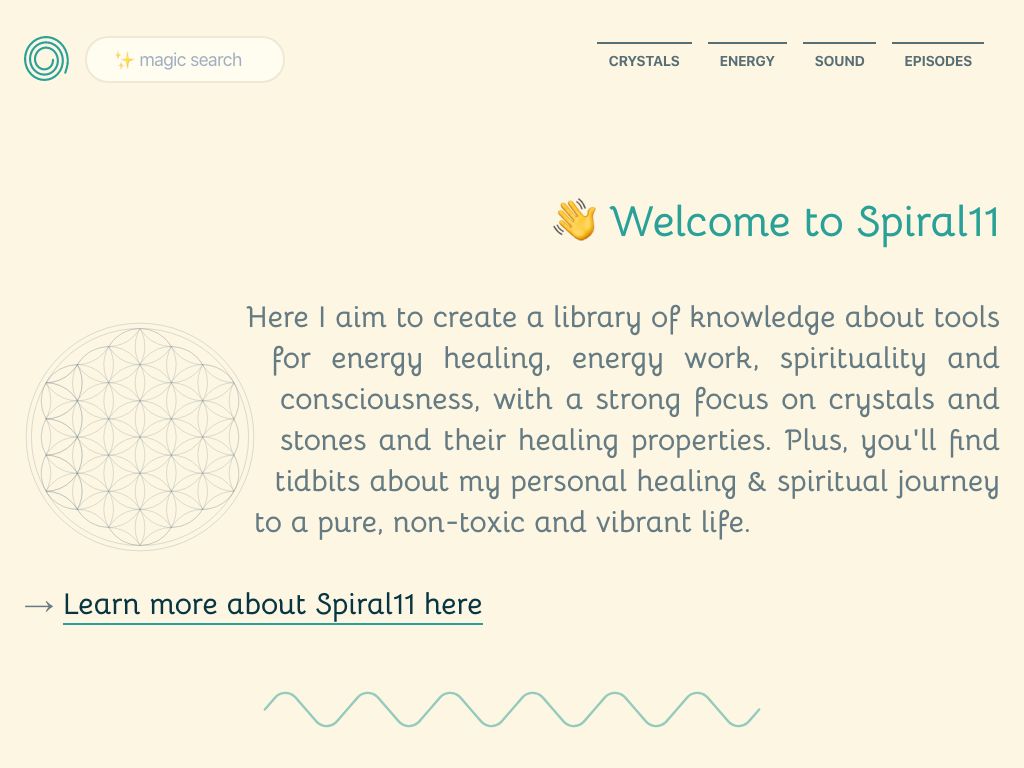 ✨ magic search
CRYSTALS
ENERGY
SOUND
EPISODES
👋 Welcome to Spiral11
Here I aim to create a library of knowledge about tools
for energy healing, energy work, spirituality and
consciousness, with a strong focus on crystals and
stones and their healing properties. Plus, you'll find
tidbits about my personal healing & spiritual journey
to a pure, non-toxic and vibrant life.
→ Learn more about Spiral11 here